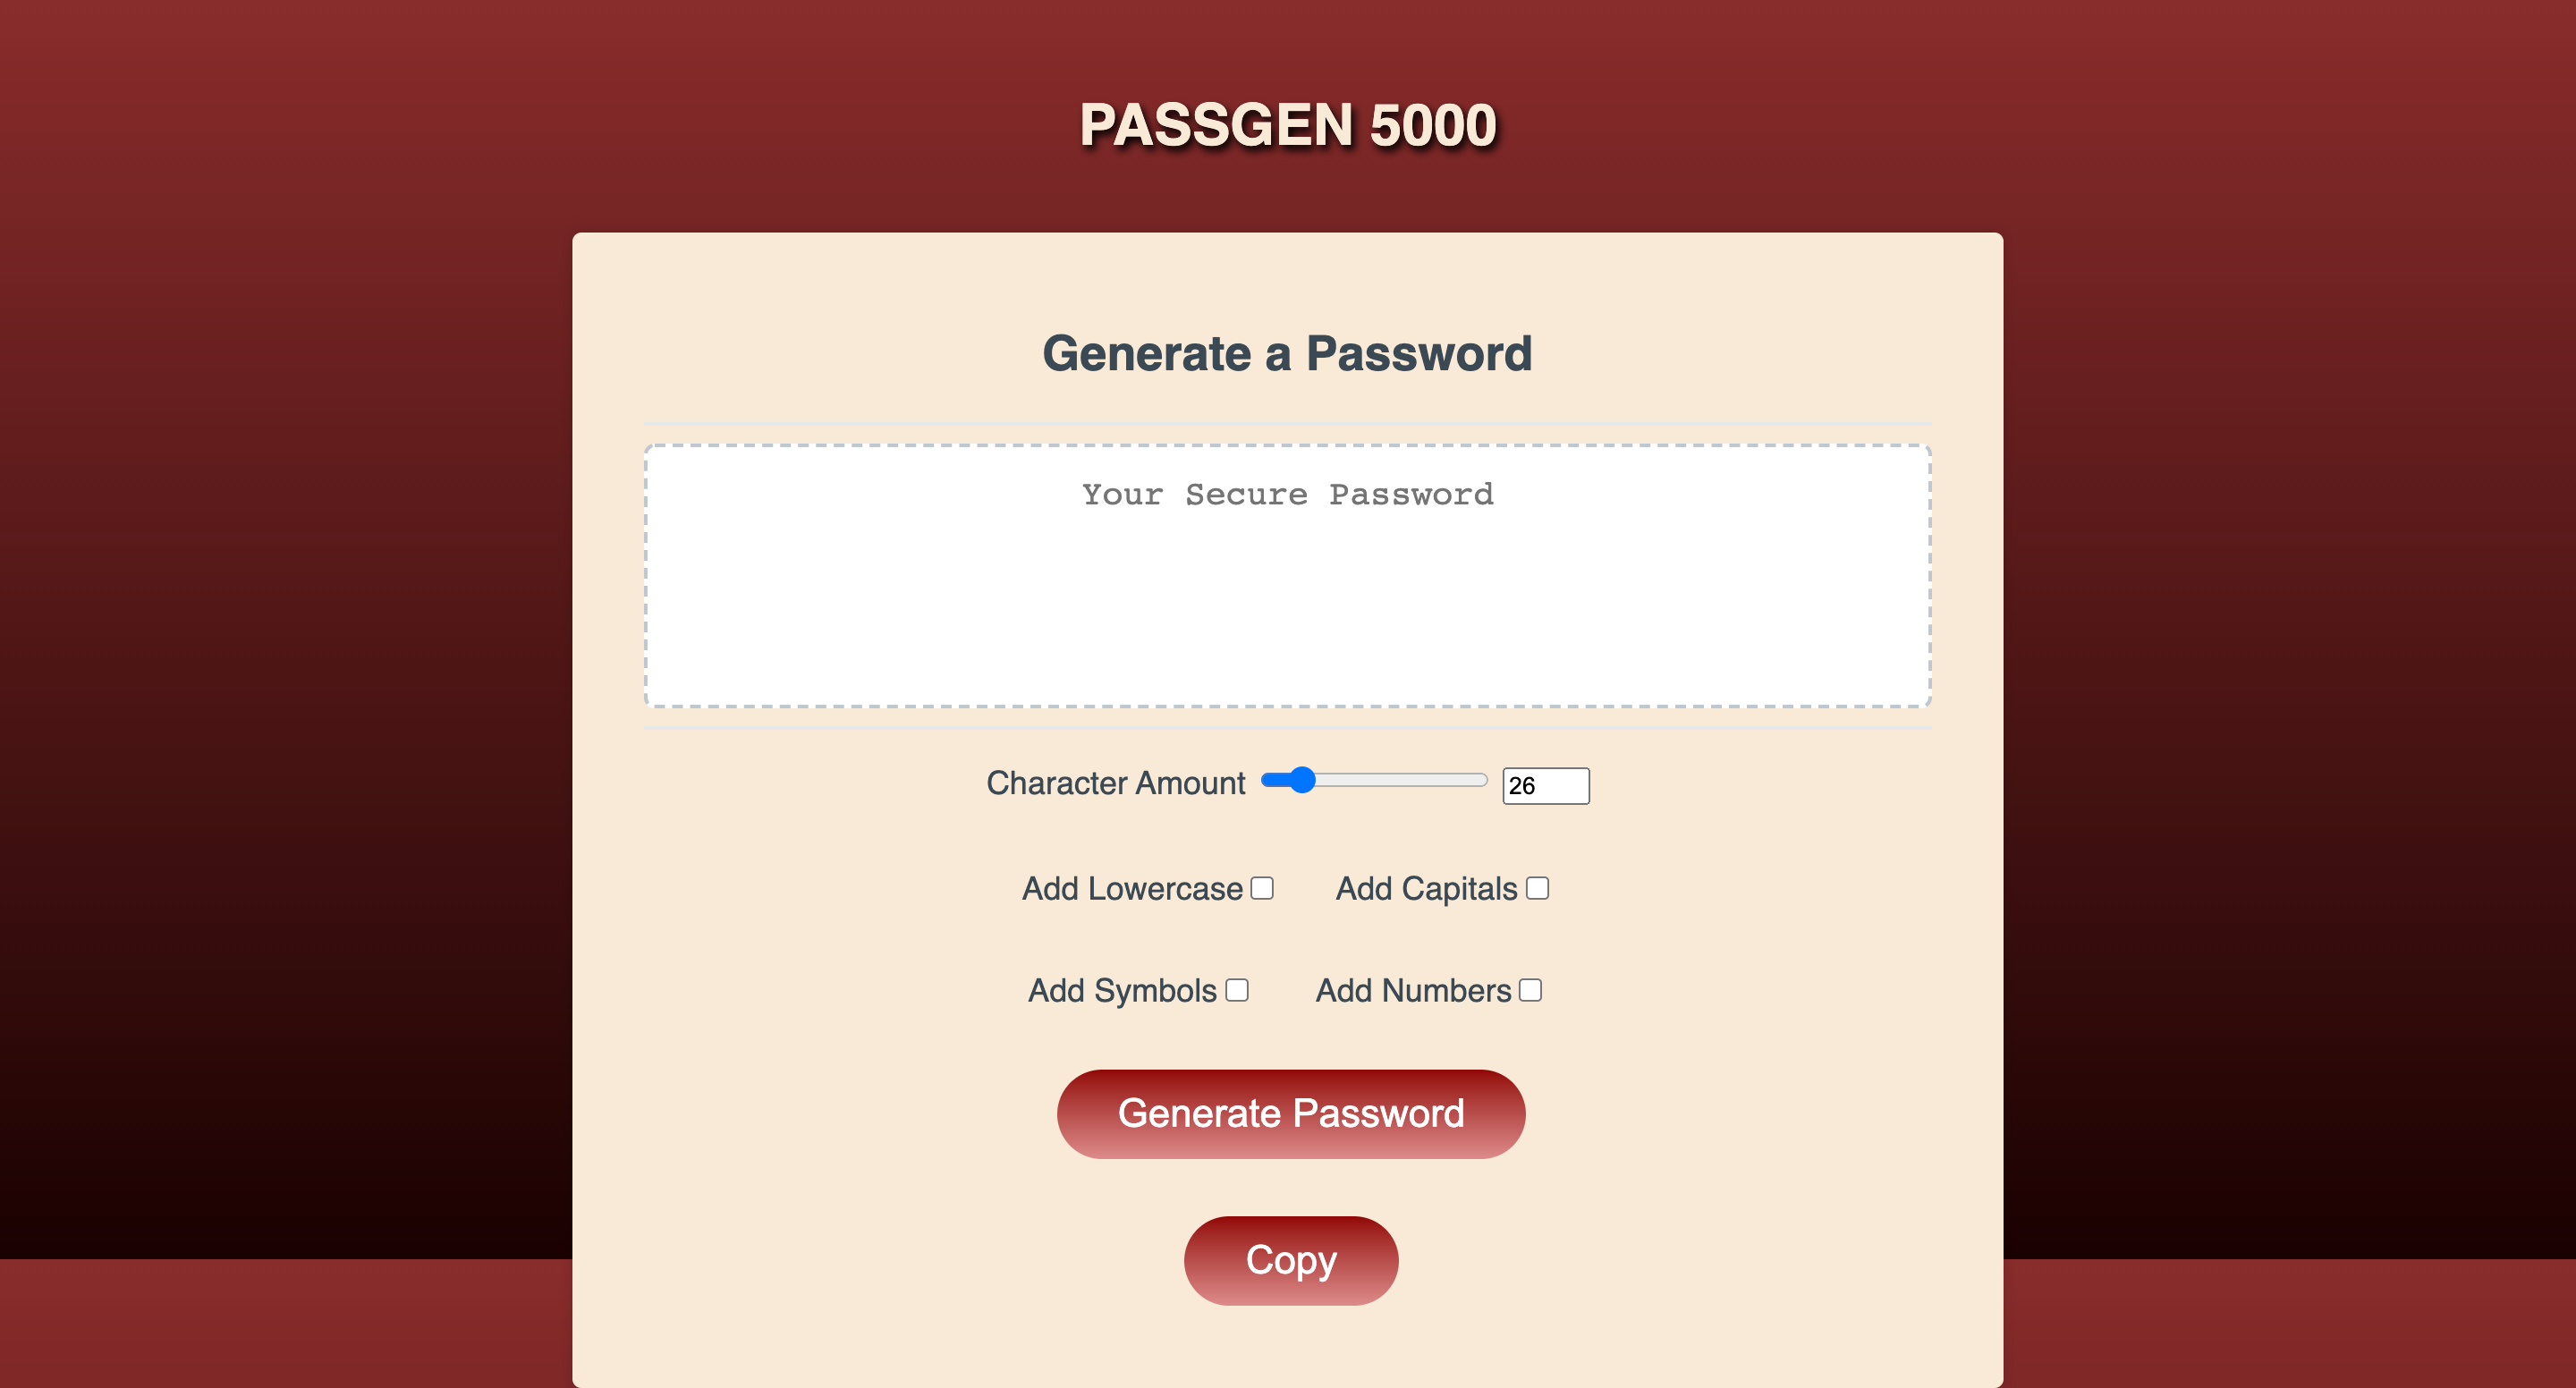 PASSGEN 5000
Generate a Password
Your Secure Password
Character Amount 26
Add Lowercase Add Capitals
Add Symbols Add Numbers
Generate Password
Copy